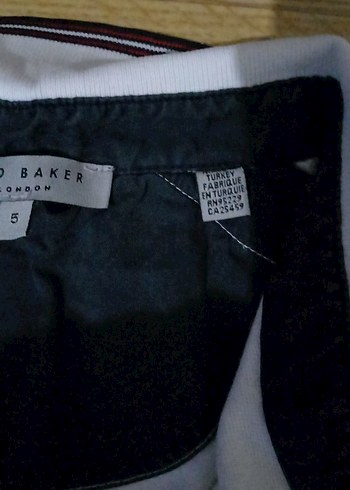 D BAKER
LONDON
5
TURKEY
FABRIQUE
EN TURQUIE
RN95229
CA25459